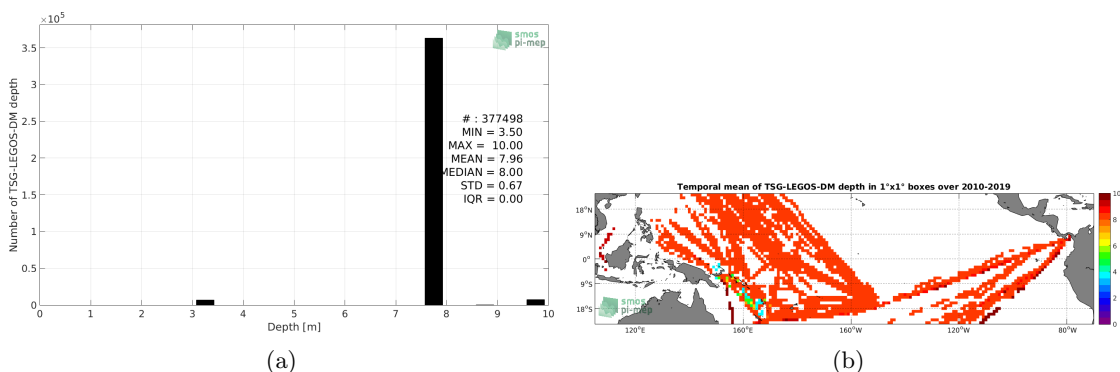 ×10⁵
smos
pi-mep
3.5
3
2.5
2
1.5
1
0.5
0
Number of TSG-LEGOS-DM depth
# : 377498
MIN = 3.50
MAX = 10.00
MEAN = 7.96
MEDIAN = 8.00
STD = 0.67
IQR = 0.00
0 1 2 3 4 5 6 7 8 9 10
Depth [m]
(a)
Temporal mean of TSG-LEGOS-DM depth in 1°x1° boxes over 2010-2019
18°N
9°N
0°
9°S
18°S
smos
pi-mep
120°E 160°E 160°W 120°W 80°W
10
8
6
4
2
0
(b)